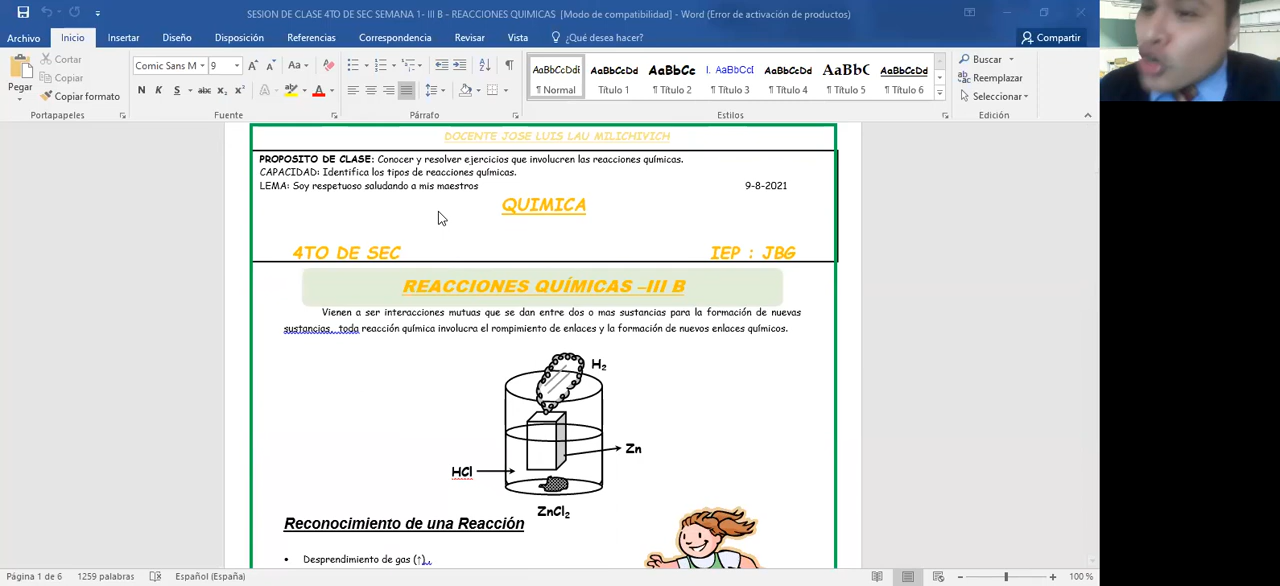 SESION DE CLASE 4TO DE SEC SEMANA 1- III B - REACCIONES QUIMICAS [Modo de compatibilidad] - Word (Error de activación de productos)
Archivo Inicio Insertar Diseño Disposición Referencias Correspondencia Revisar Vista ¿Qué desea hacer? Compartir
Pegar
Cortar
Copiar
Copiar formato
Portapapeles
Comic Sans M 9 Aa
N K S abc x₂ x² A ab A
Fuente
Párrafo
AaBbCcDdE AaBbCcDd AaBbCc I. AaBbCcI AaBbCcDd AaBbC AaBbCcDd
¶ Normal ¶ Título 1 ¶ Título 2 ¶ Título 3 ¶ Título 4 ¶ Título 5 ¶ Título 6
Estilos
Buscar
Reemplazar
Seleccionar
Edición
DOCENTE JOSE LUIS LAU MILICHIVICH
PROPOSITO DE CLASE: Conocer y resolver ejercicios que involucren las reacciones químicas.
CAPACIDAD: Identifica los tipos de reacciones químicas.
LEMA: Soy respetuoso saludando a mis maestros 9-8-2021
QUIMICA
4TO DE SEC IEP : JBG
REACCIONES QUÍMICAS –III B
Vienen a ser interacciones mutuas que se dan entre dos o mas sustancias para la formación de nuevas
sustancias, toda reacción química involucra el rompimiento de enlaces y la formación de nuevos enlaces químicos.
H₂
Zn
HCl
ZnCl₂
Reconocimiento de una Reacción
• Desprendimiento de gas (↑)..
Página 1 de 6 1259 palabras Español (España) 100 %